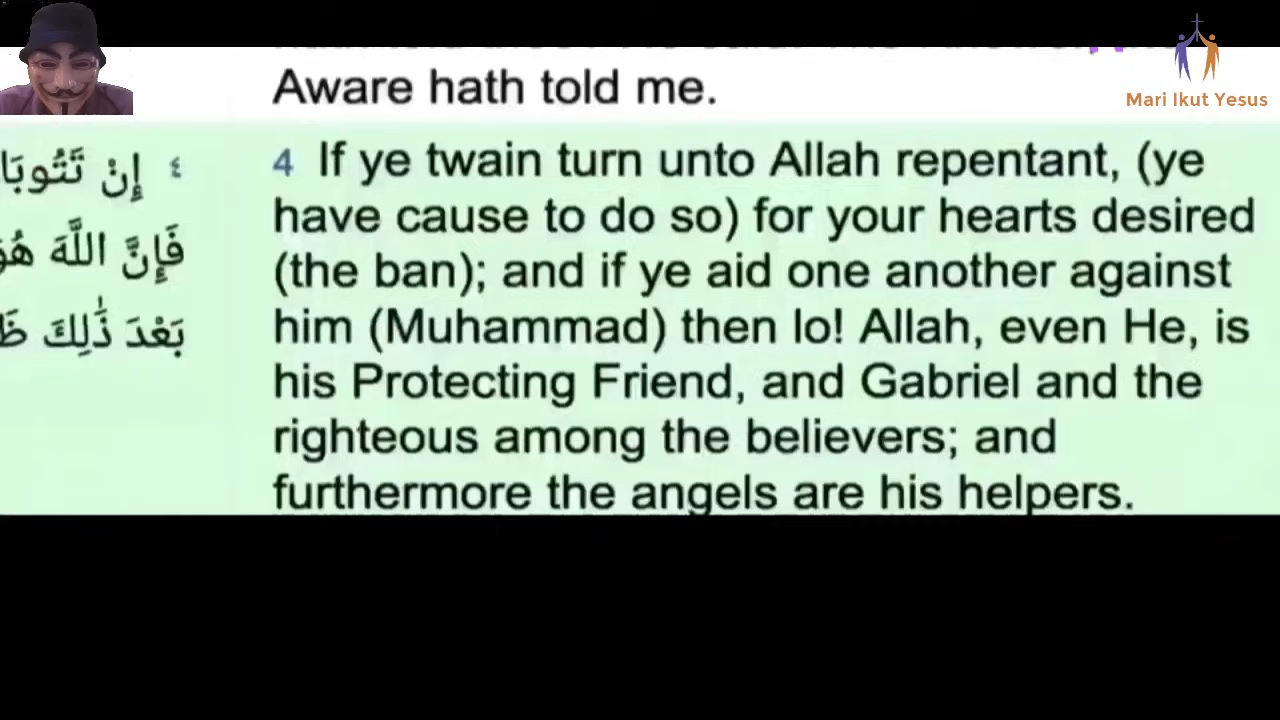 Mari Ikut Yesus
Aware hath told me.
4 If ye twain turn unto Allah repentant, (ye
have cause to do so) for your hearts desired
(the ban); and if ye aid one another against
him (Muhammad) then lo! Allah, even He, is
his Protecting Friend, and Gabriel and the
righteous among the believers; and
furthermore the angels are his helpers.
٤ إِنْ تَتُوبَا
فَإِنَّ اللَّهَ
بَعْدَ ذَٰلِكَ